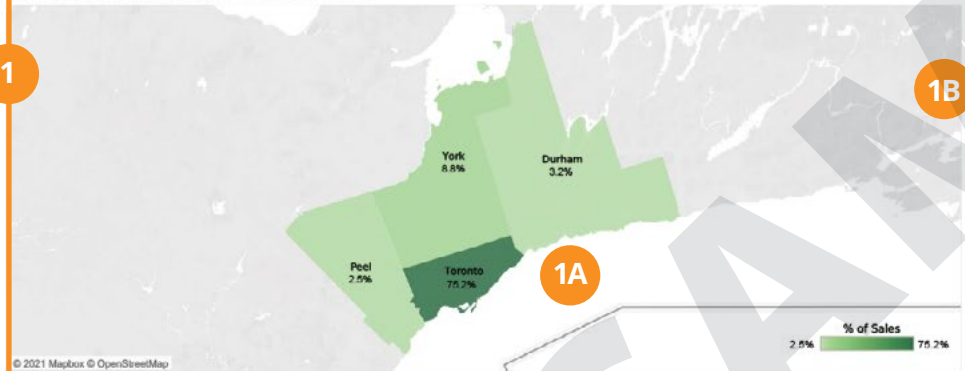 1
1B
York
8.8%
Durham
3.2%
Peel
2.5%
Toronto
75.2%
1A
% of Sales
2.5% 75.2%
© 2021 Mapbox © OpenStreetMap